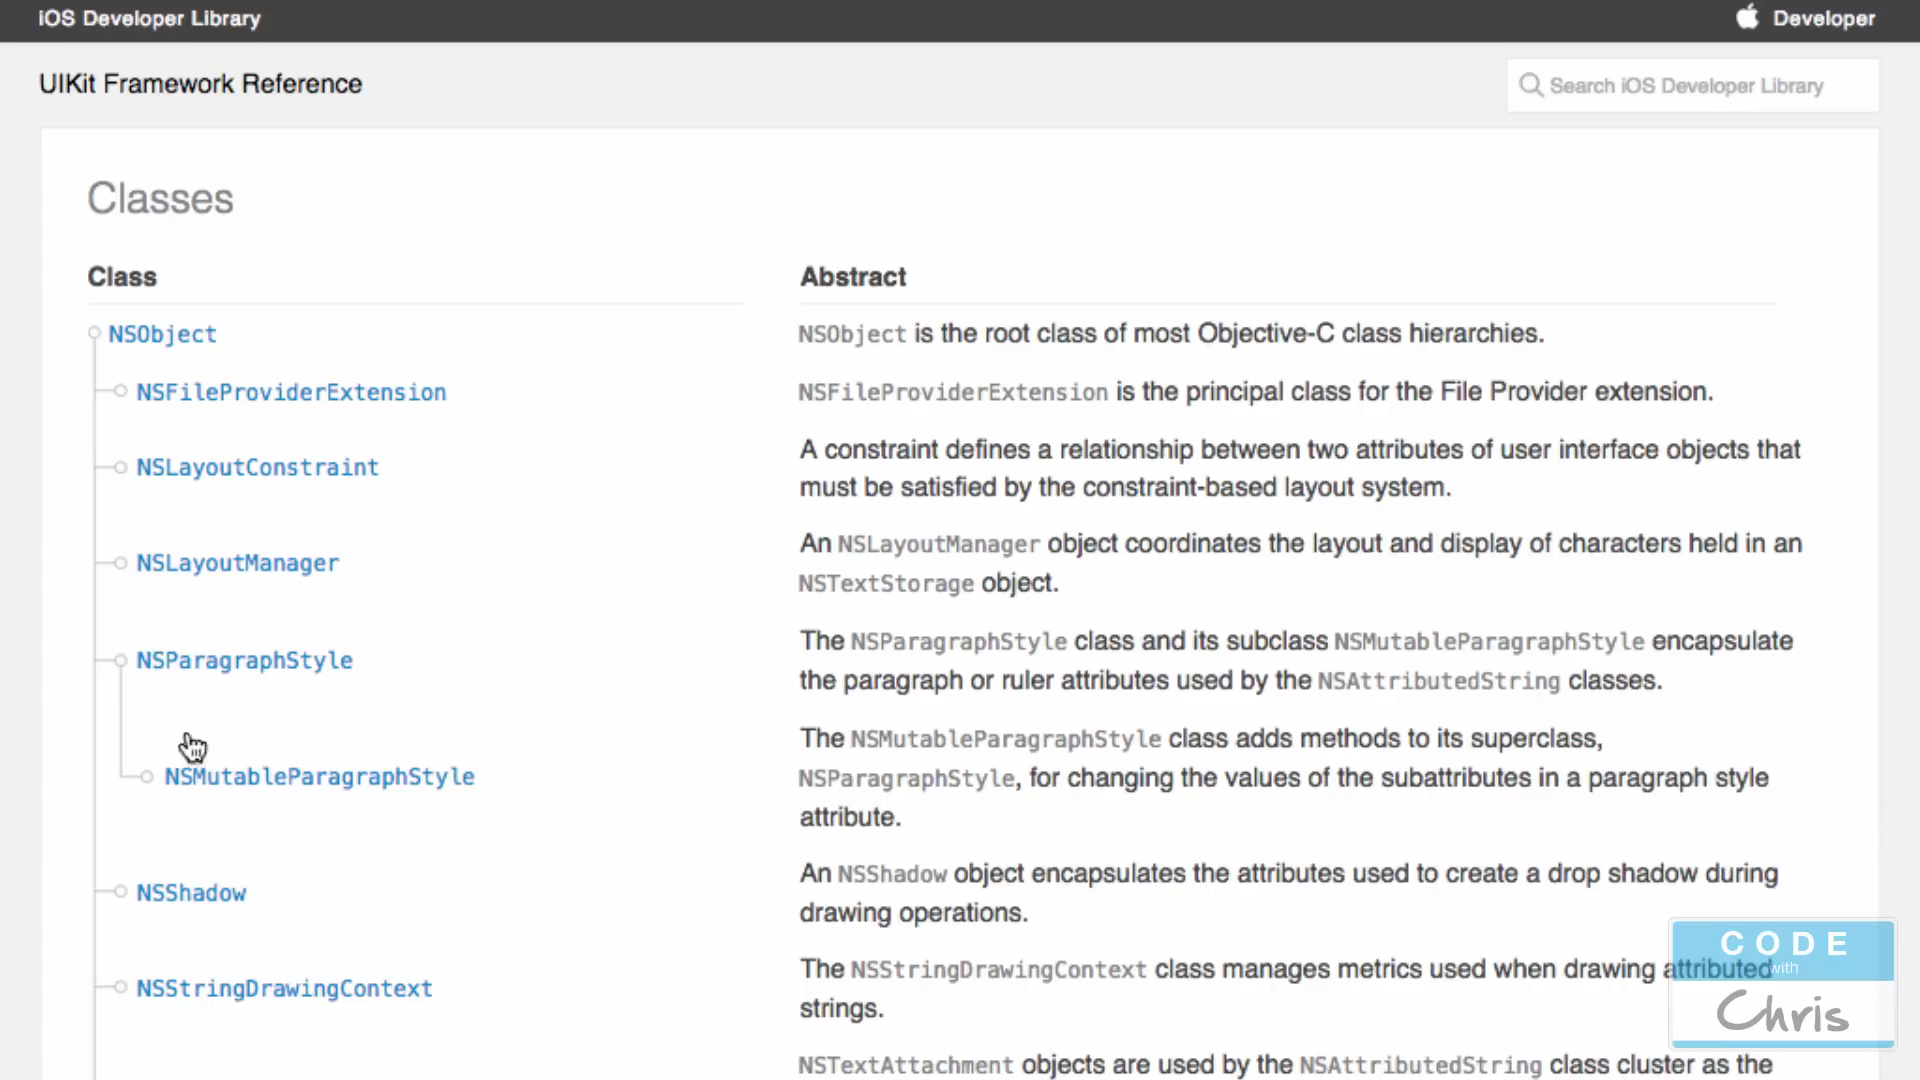 iOS Developer Library
Developer
UIKit Framework Reference
Search iOS Developer Library
Classes
Class
Abstract
NSObject
NSObject is the root class of most Objective-C class hierarchies.
NSFileProviderExtension
NSFileProviderExtension is the principal class for the File Provider extension.
NSLayoutConstraint
A constraint defines a relationship between two attributes of user interface objects that
must be satisfied by the constraint-based layout system.
NSLayoutManager
An NSLayoutManager object coordinates the layout and display of characters held in an
NSTextStorage object.
NSParagraphStyle
The NSParagraphStyle class and its subclass NSMutableParagraphStyle encapsulate
the paragraph or ruler attributes used by the NSAttributedString classes.
NSMutableParagraphStyle
The NSMutableParagraphStyle class adds methods to its superclass,
NSParagraphStyle, for changing the values of the subattributes in a paragraph style
attribute.
NSShadow
An NSShadow object encapsulates the attributes used to create a drop shadow during
drawing operations.
NSStringDrawingContext
The NSStringDrawingContext class manages metrics used when drawing attributed
strings.
NSTextAttachment objects are used by the NSAttributedString class cluster as the
CODE
with
Chris